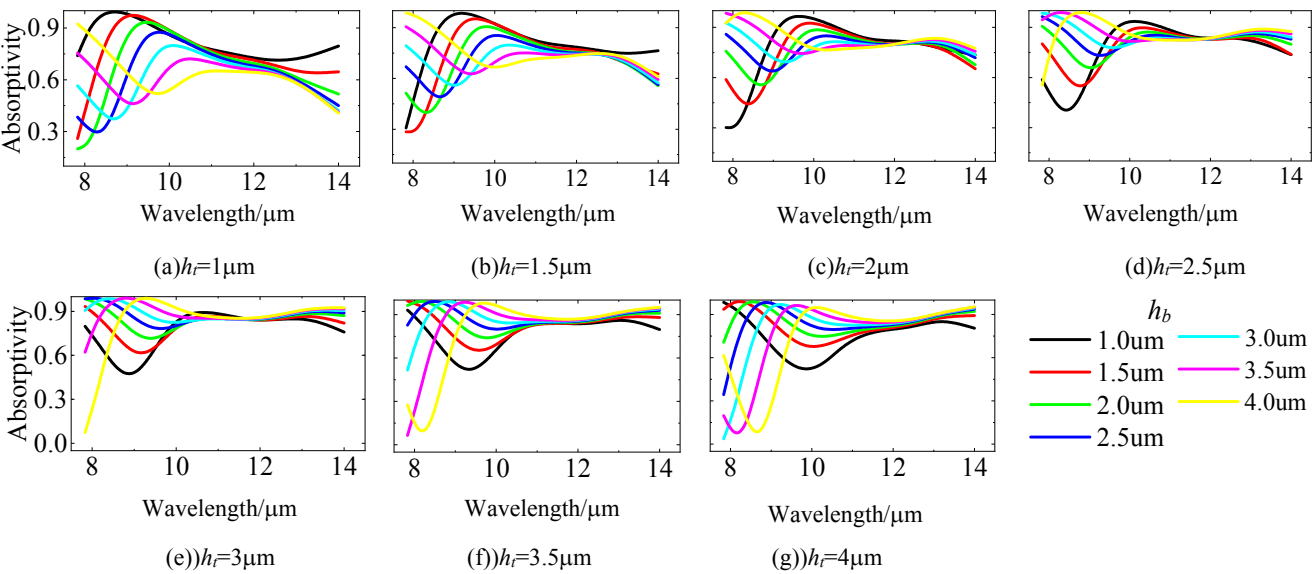 Absorptivity
0.9
0.6
0.3
8 10 12 14
8 10 12 14
8 10 12 14
8 10 12 14
Wavelength/μm
Wavelength/μm
Wavelength/μm
Wavelength/μm
(a)ht=1μm
(b)ht=1.5μm
(c)ht=2μm
(d)ht=2.5μm
Absorptivity
0.9
0.6
0.3
0.0
8 10 12 14
8 10 12 14
8 10 12 14
Wavelength/μm
Wavelength/μm
Wavelength/μm
(e))ht=3μm
(f))ht=3.5μm
(g))ht=4μm
hb
1.0um
1.5um
2.0um
2.5um
3.0um
3.5um
4.0um